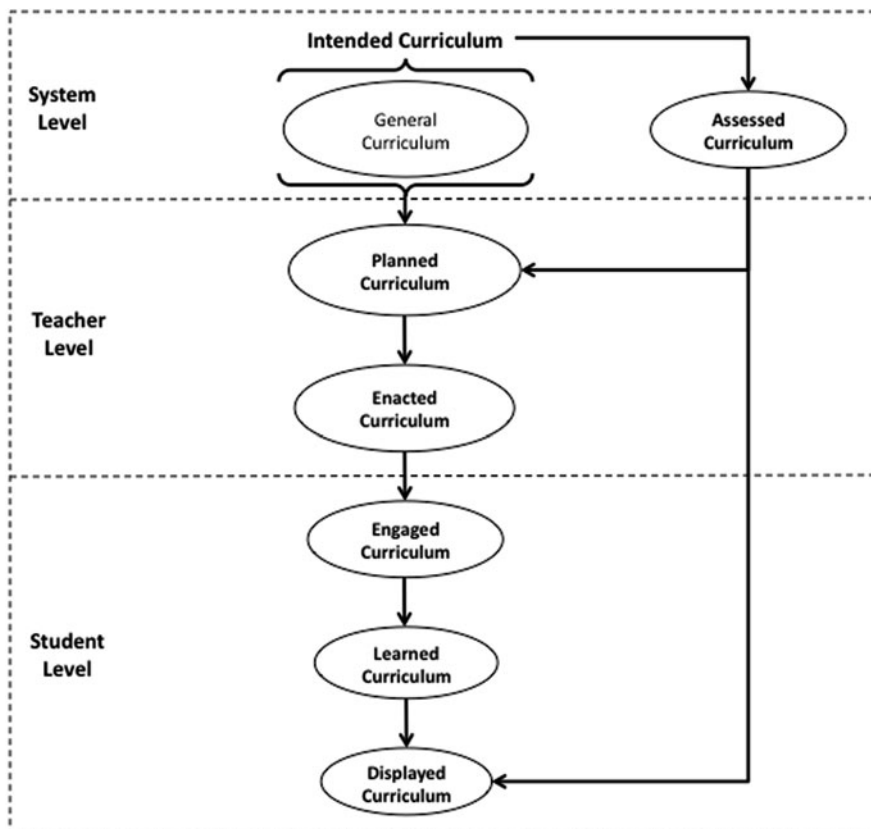 Intended Curriculum
System
Level
General
Curriculum
Assessed
Curriculum
Planned
Curriculum
Teacher
Level
Enacted
Curriculum
Engaged
Curriculum
Student
Level
Learned
Curriculum
Displayed
Curriculum